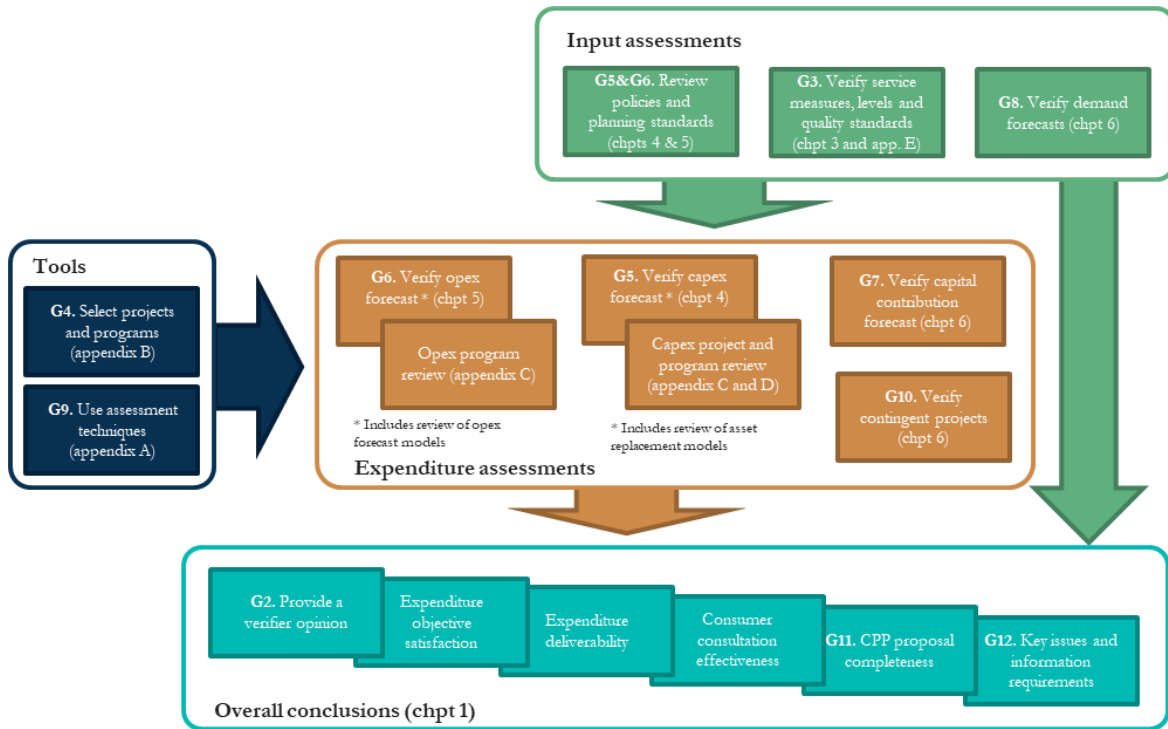 Input assessments
G5&G6. Review
policies and
planning standards
(chpts 4 & 5)
G3. Verify service
measures, levels and
quality standards
(chpt 3 and app. E)
G8. Verify demand
forecasts (chpt 6)
Tools
G4. Select projects
and programs
(appendix B)
G9. Use assessment
techniques
(appendix A)
G6. Verify opex
forecast * (chpt 5)
Opex program
review (appendix C)
* Includes review of opex
forecast models
G5. Verify capex
forecast * (chpt 4)
Capex project and
program review
(appendix C and D)
* Includes review of asset
replacement models
G7. Verify capital
contribution
forecast (chpt 6)
G10. Verify
contingent projects
(chpt 6)
Expenditure assessments
G2. Provide a
verifier opinion
Expenditure
objective
satisfaction
Expenditure
deliverability
Consumer
consultation
effectiveness
G11. CPP proposal
completeness
G12. Key issues and
information
requirements
Overall conclusions (chpt 1)